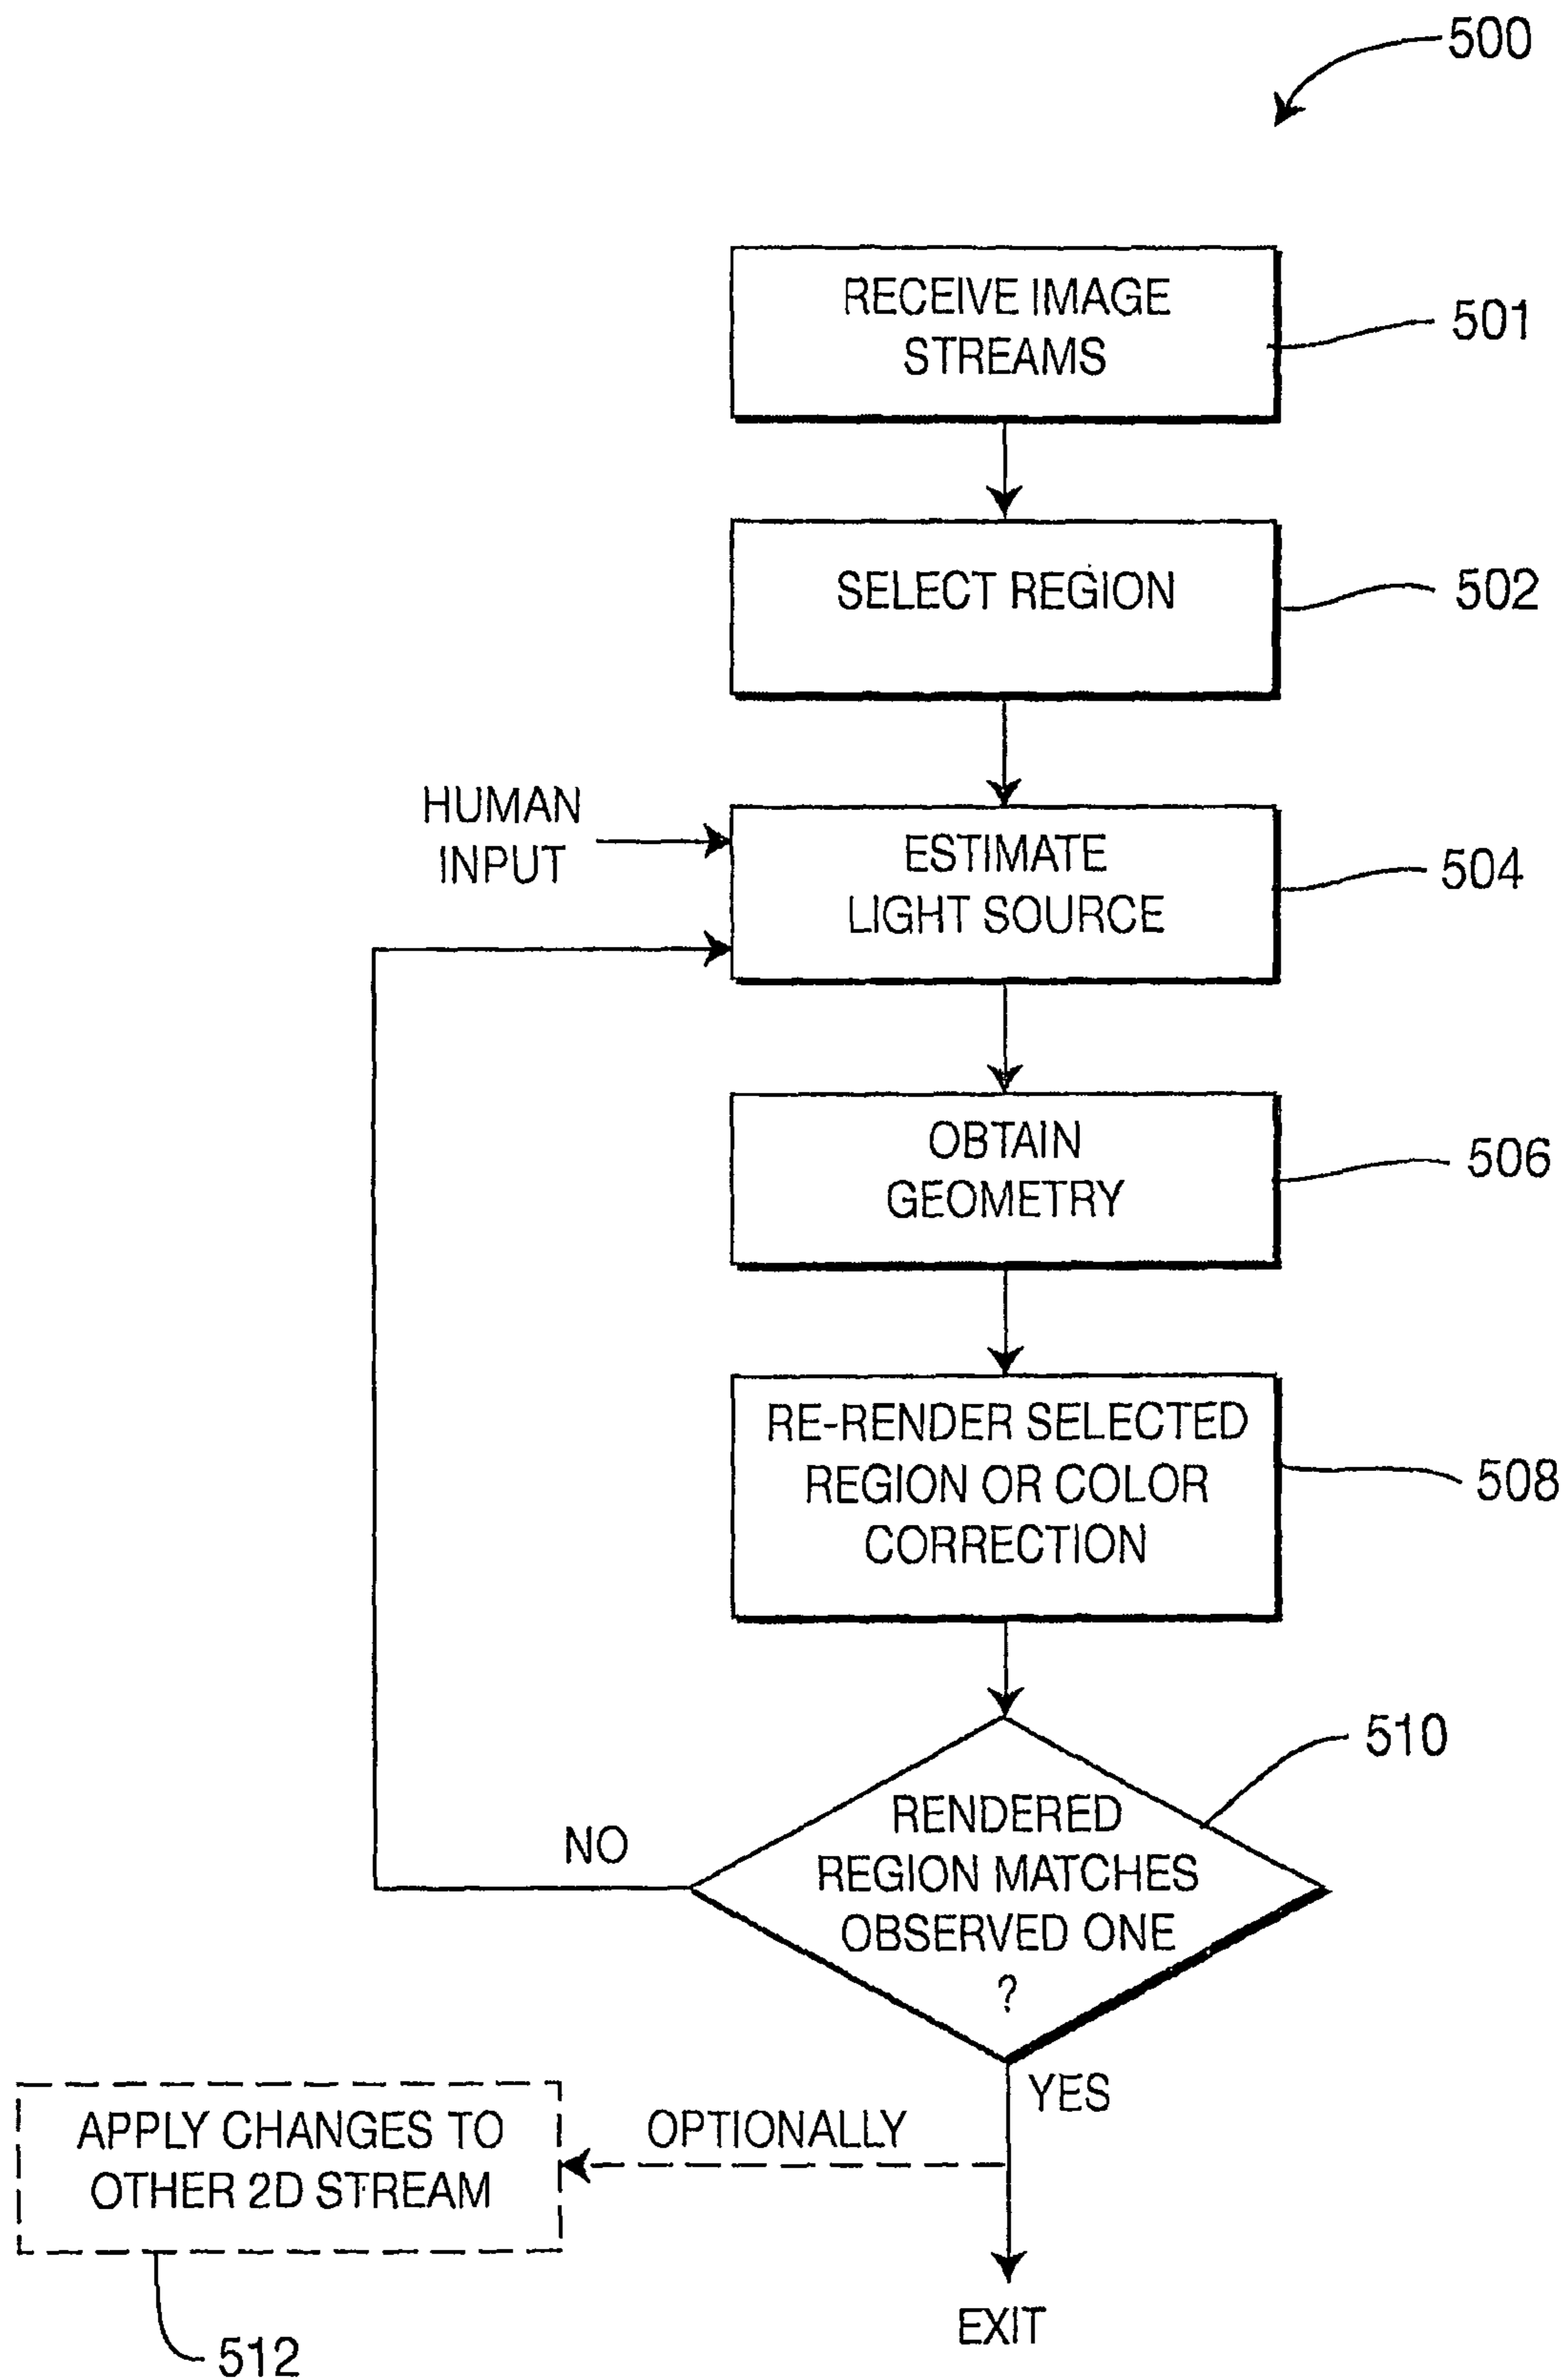 500
RECEIVE IMAGE
STREAMS
501
SELECT REGION
502
HUMAN
INPUT
ESTIMATE
LIGHT SOURCE
504
OBTAIN
GEOMETRY
506
RE-RENDER SELECTED
REGION OR COLOR
CORRECTION
508
510
RENDERED
REGION MATCHES
OBSERVED ONE
?
NO
YES
OPTIONALLY
APPLY CHANGES TO
OTHER 2D STREAM
512
EXIT